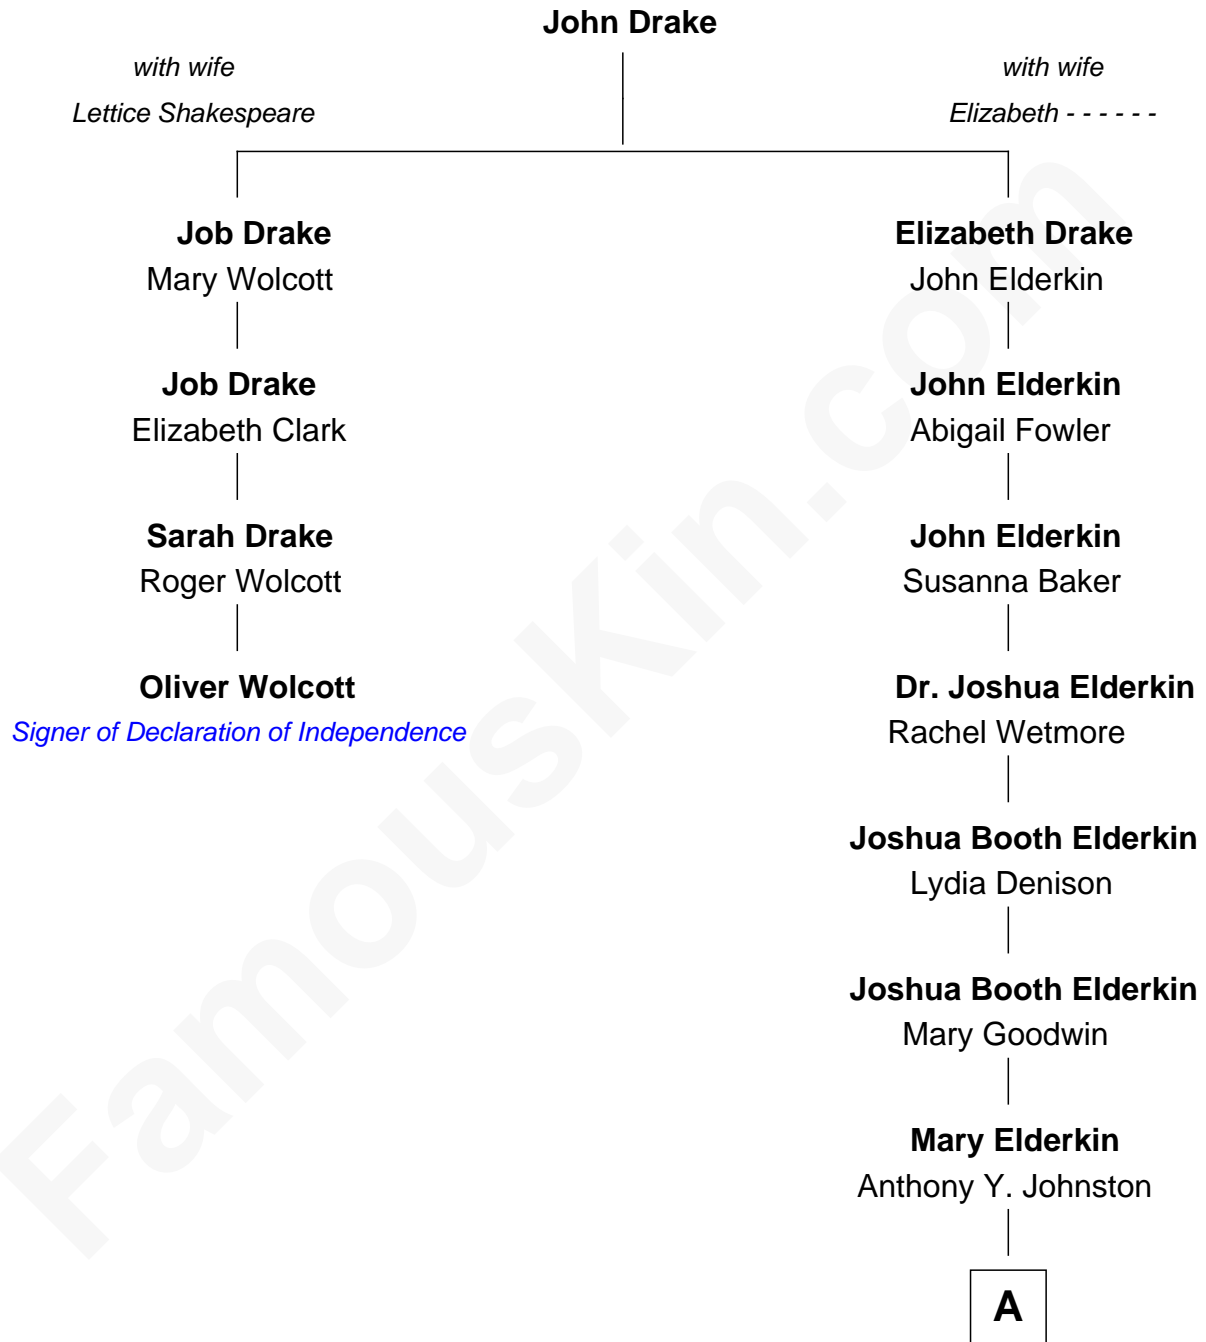 John Drake
with wife
Lettice Shakespeare
with wife
Elizabeth - - - - - -
Job Drake
Mary Wolcott
Job Drake
Elizabeth Clark
Sarah Drake
Roger Wolcott
Oliver Wolcott
Signer of Declaration of Independence
Elizabeth Drake
John Elderkin
John Elderkin
Abigail Fowler
John Elderkin
Susanna Baker
Dr. Joshua Elderkin
Rachel Wetmore
Joshua Booth Elderkin
Lydia Denison
Joshua Booth Elderkin
Mary Goodwin
Mary Elderkin
Anthony Y. Johnston
A
FamousKin.com